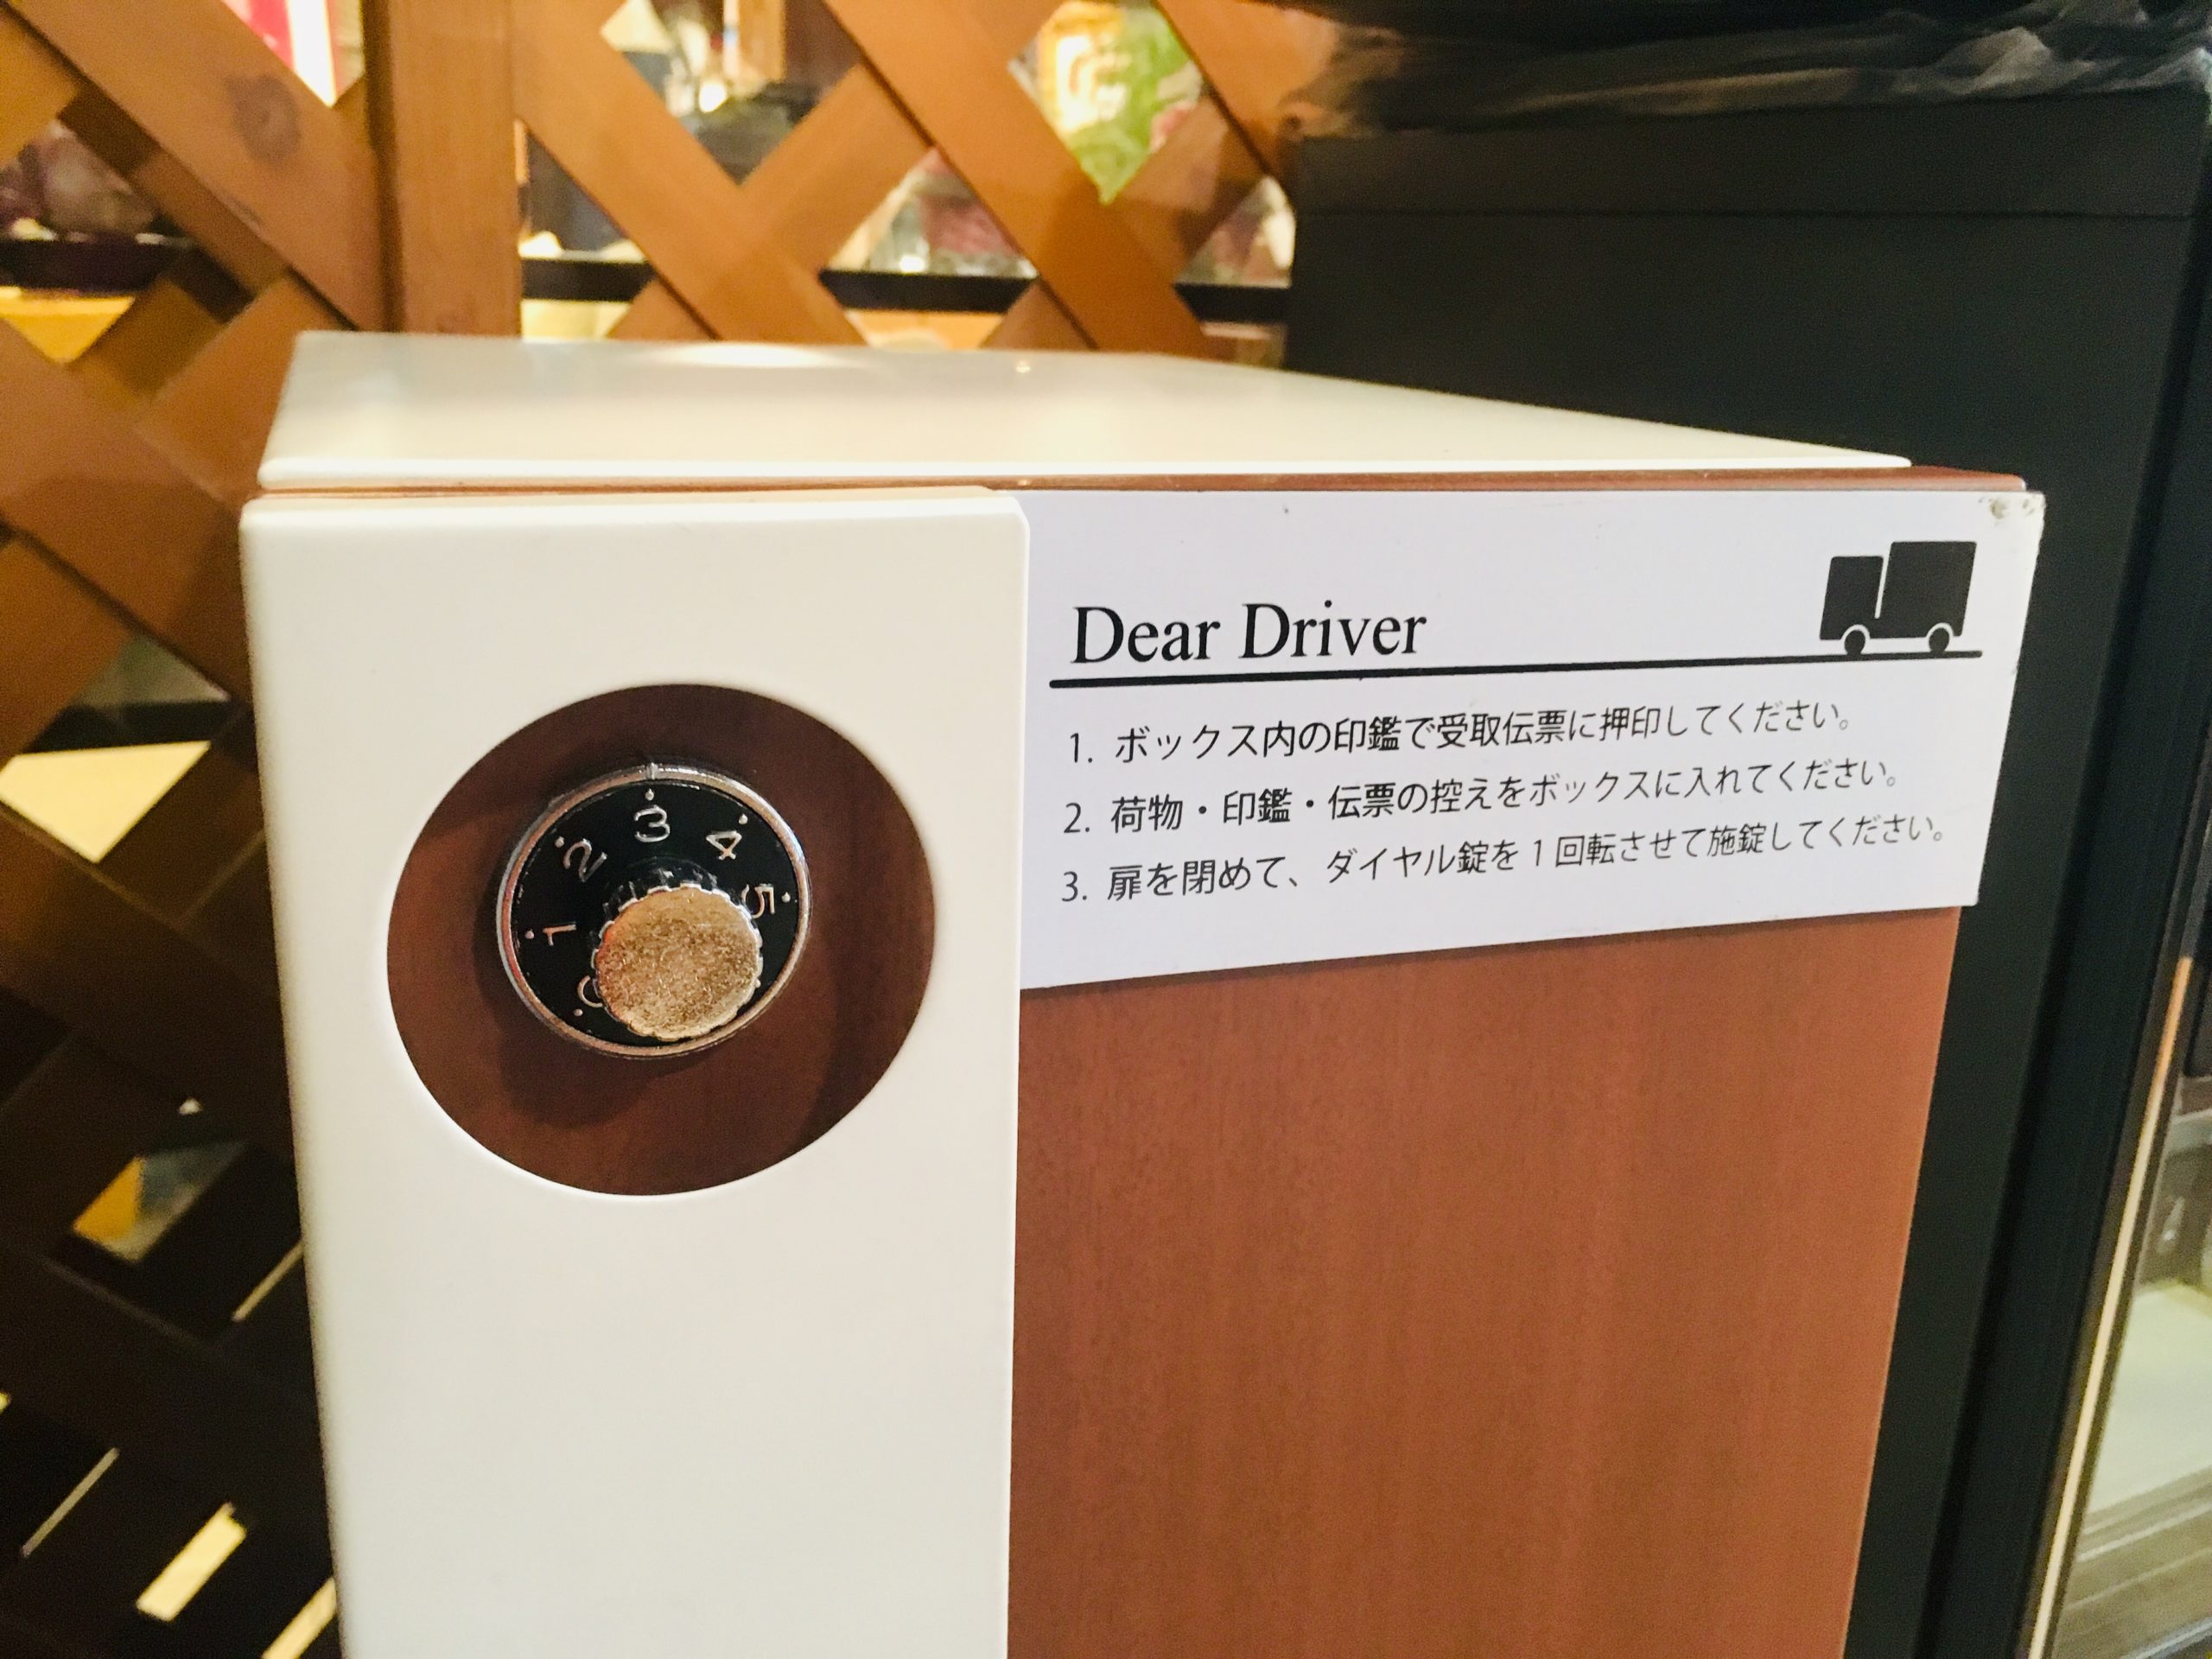 Dear Driver
1. ボックス内の印鑑で受取伝票に押印してください。
2. 荷物・印鑑・伝票の控えをボックスに入れてください。
3. 扉を閉めて、ダイヤル錠を 1 回転させて施錠してください。
1 2 3 4 5